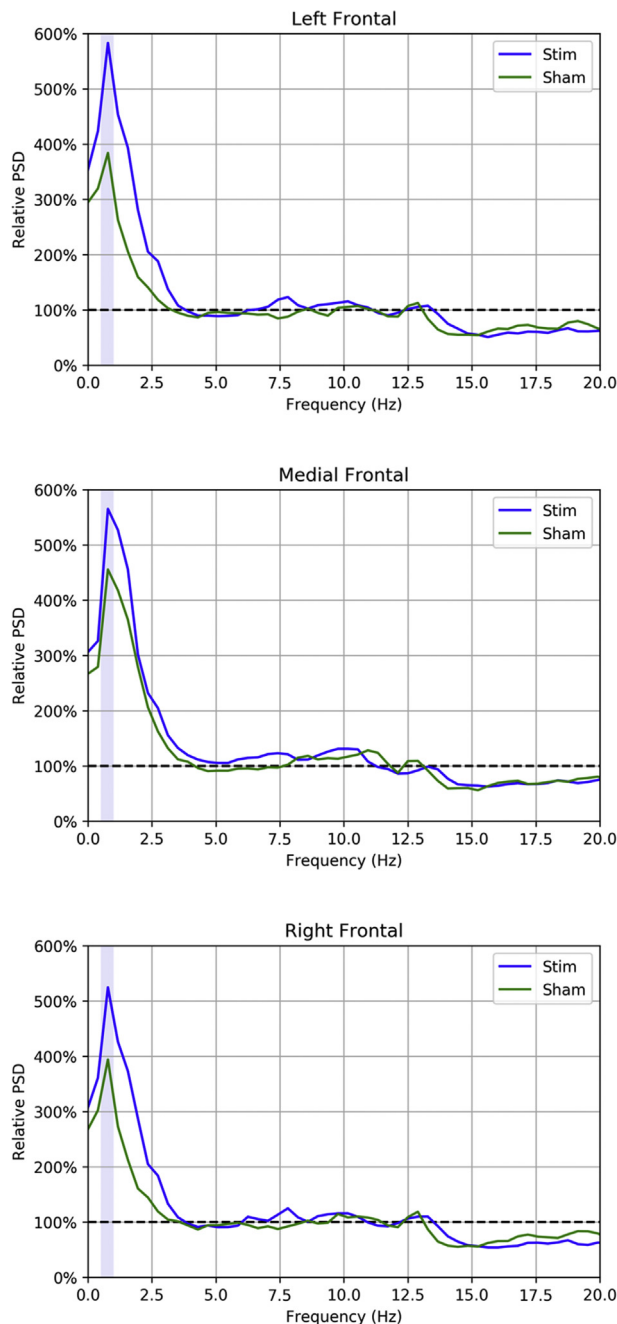 Left Frontal
600%
500%
400%
300%
200%
100%
0%
Relative PSD
Stim
Sham
0.0 2.5 5.0 7.5 10.0 12.5 15.0 17.5 20.0
Frequency (Hz)
Medial Frontal
600%
500%
400%
300%
200%
100%
0%
Relative PSD
Stim
Sham
0.0 2.5 5.0 7.5 10.0 12.5 15.0 17.5 20.0
Frequency (Hz)
Right Frontal
600%
500%
400%
300%
200%
100%
0%
Relative PSD
Stim
Sham
0.0 2.5 5.0 7.5 10.0 12.5 15.0 17.5 20.0
Frequency (Hz)